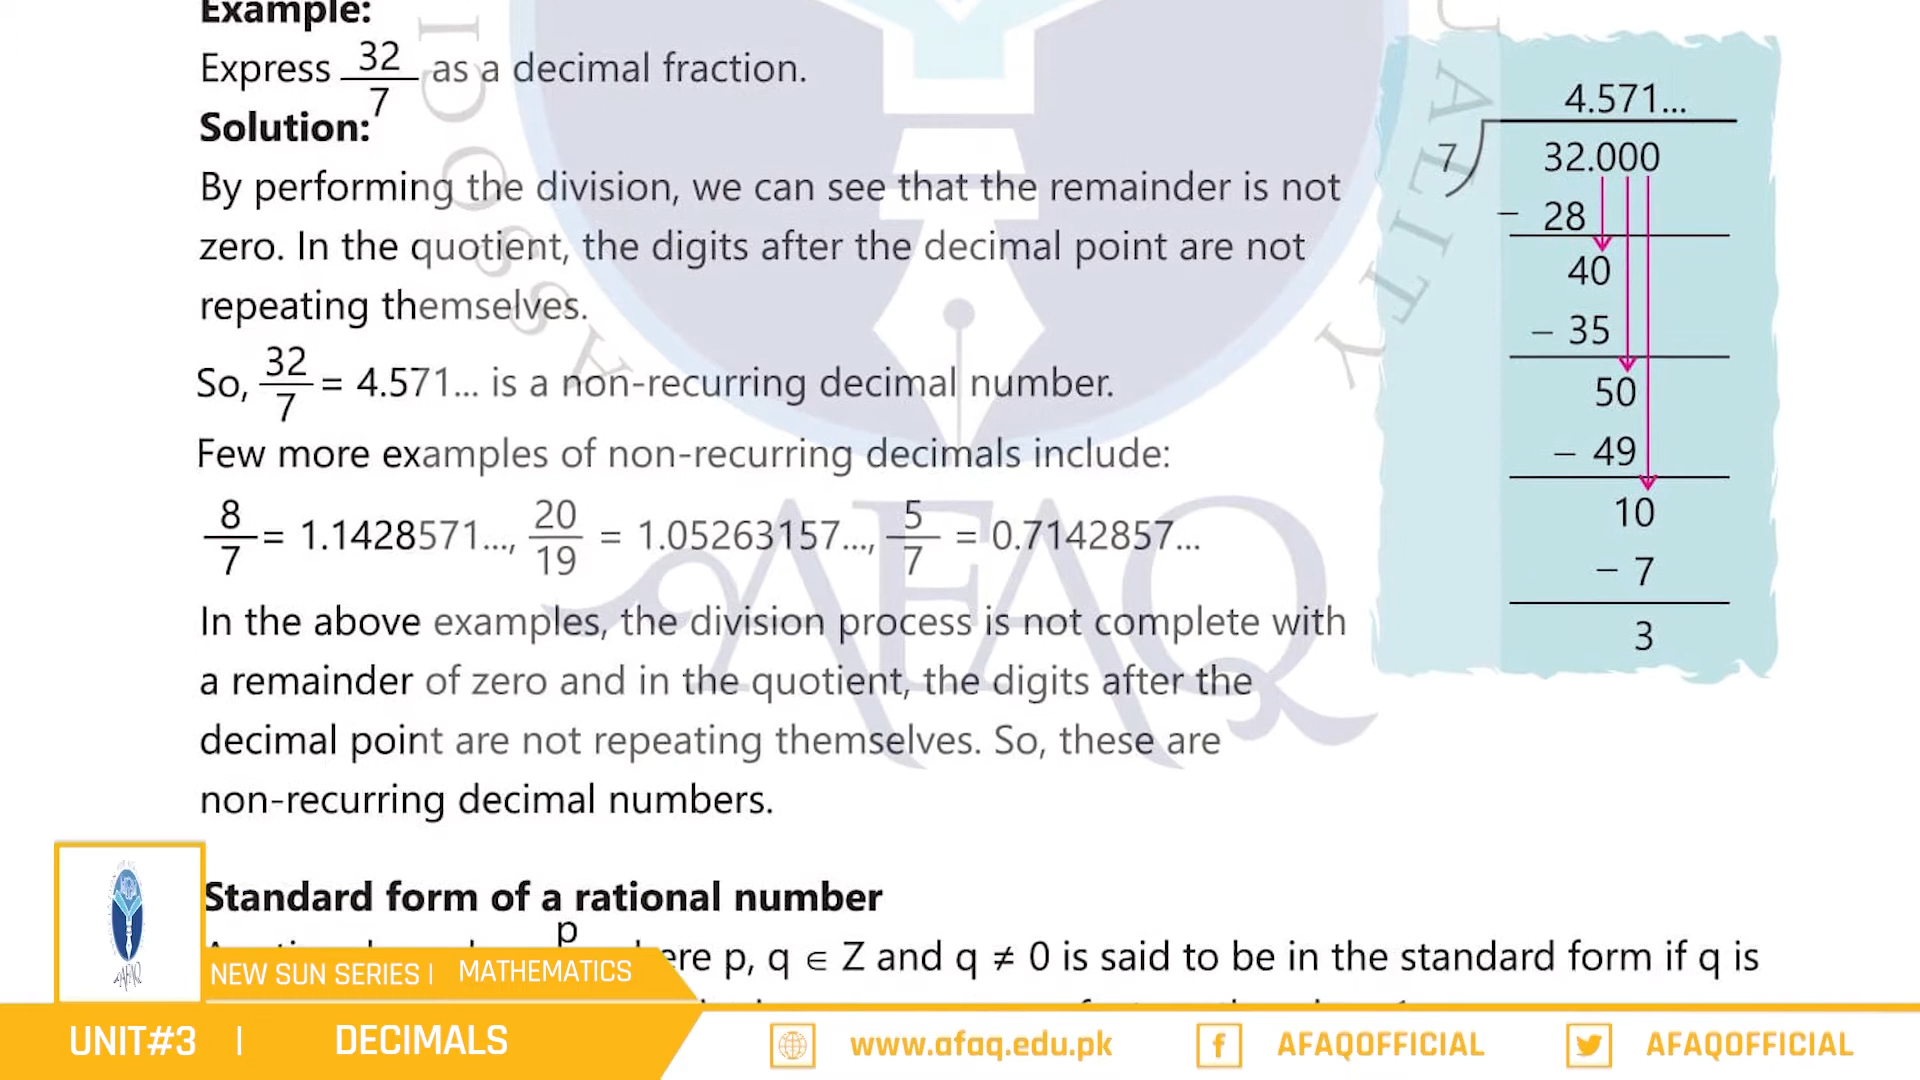 Example:
Express 32/7 as a decimal fraction.
Solution:
By performing the division, we can see that the remainder is not
zero. In the quotient, the digits after the decimal point are not
repeating themselves.
So, 32/7 = 4.571... is a non-recurring decimal number.
Few more examples of non-recurring decimals include:
8/7 = 1.1428571..., 20/19 = 1.05263157..., 5/7 = 0.7142857...
In the above examples, the division process is not complete with
a remainder of zero and in the quotient, the digits after the
decimal point are not repeating themselves. So, these are
non-recurring decimal numbers.
4.571...
7 32.000
− 28
40
− 35
50
− 49
10
− 7
3
AFAQ
Standard form of a rational number
p
p, q ∈ Z and q ≠ 0 is said to be in the standard form if q is
AFAQ
NEW SUN SERIES | MATHEMATICS
UNIT#3 | DECIMALS
www.afaq.edu.pk
AFAQOFFICIAL
AFAQOFFICIAL